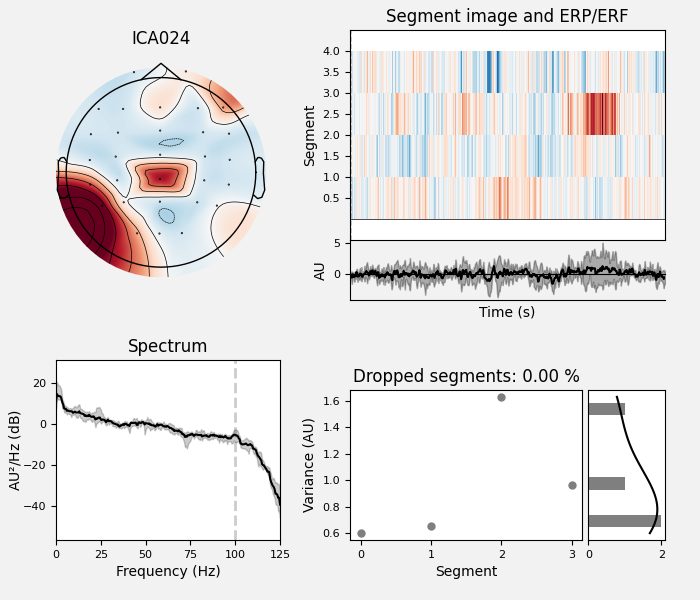 ICA024
Segment image and ERP/ERF
Segment
4.0
3.5
3.0
2.5
2.0
1.5
1.0
0.5
AU
5
0
Time (s)
Spectrum
AU²/Hz (dB)
20
0
−20
−40
0 25 50 75 100 125
Frequency (Hz)
Dropped segments: 0.00 %
Variance (AU)
1.6
1.4
1.2
1.0
0.8
0.6
0 1 2 3
Segment
0 2